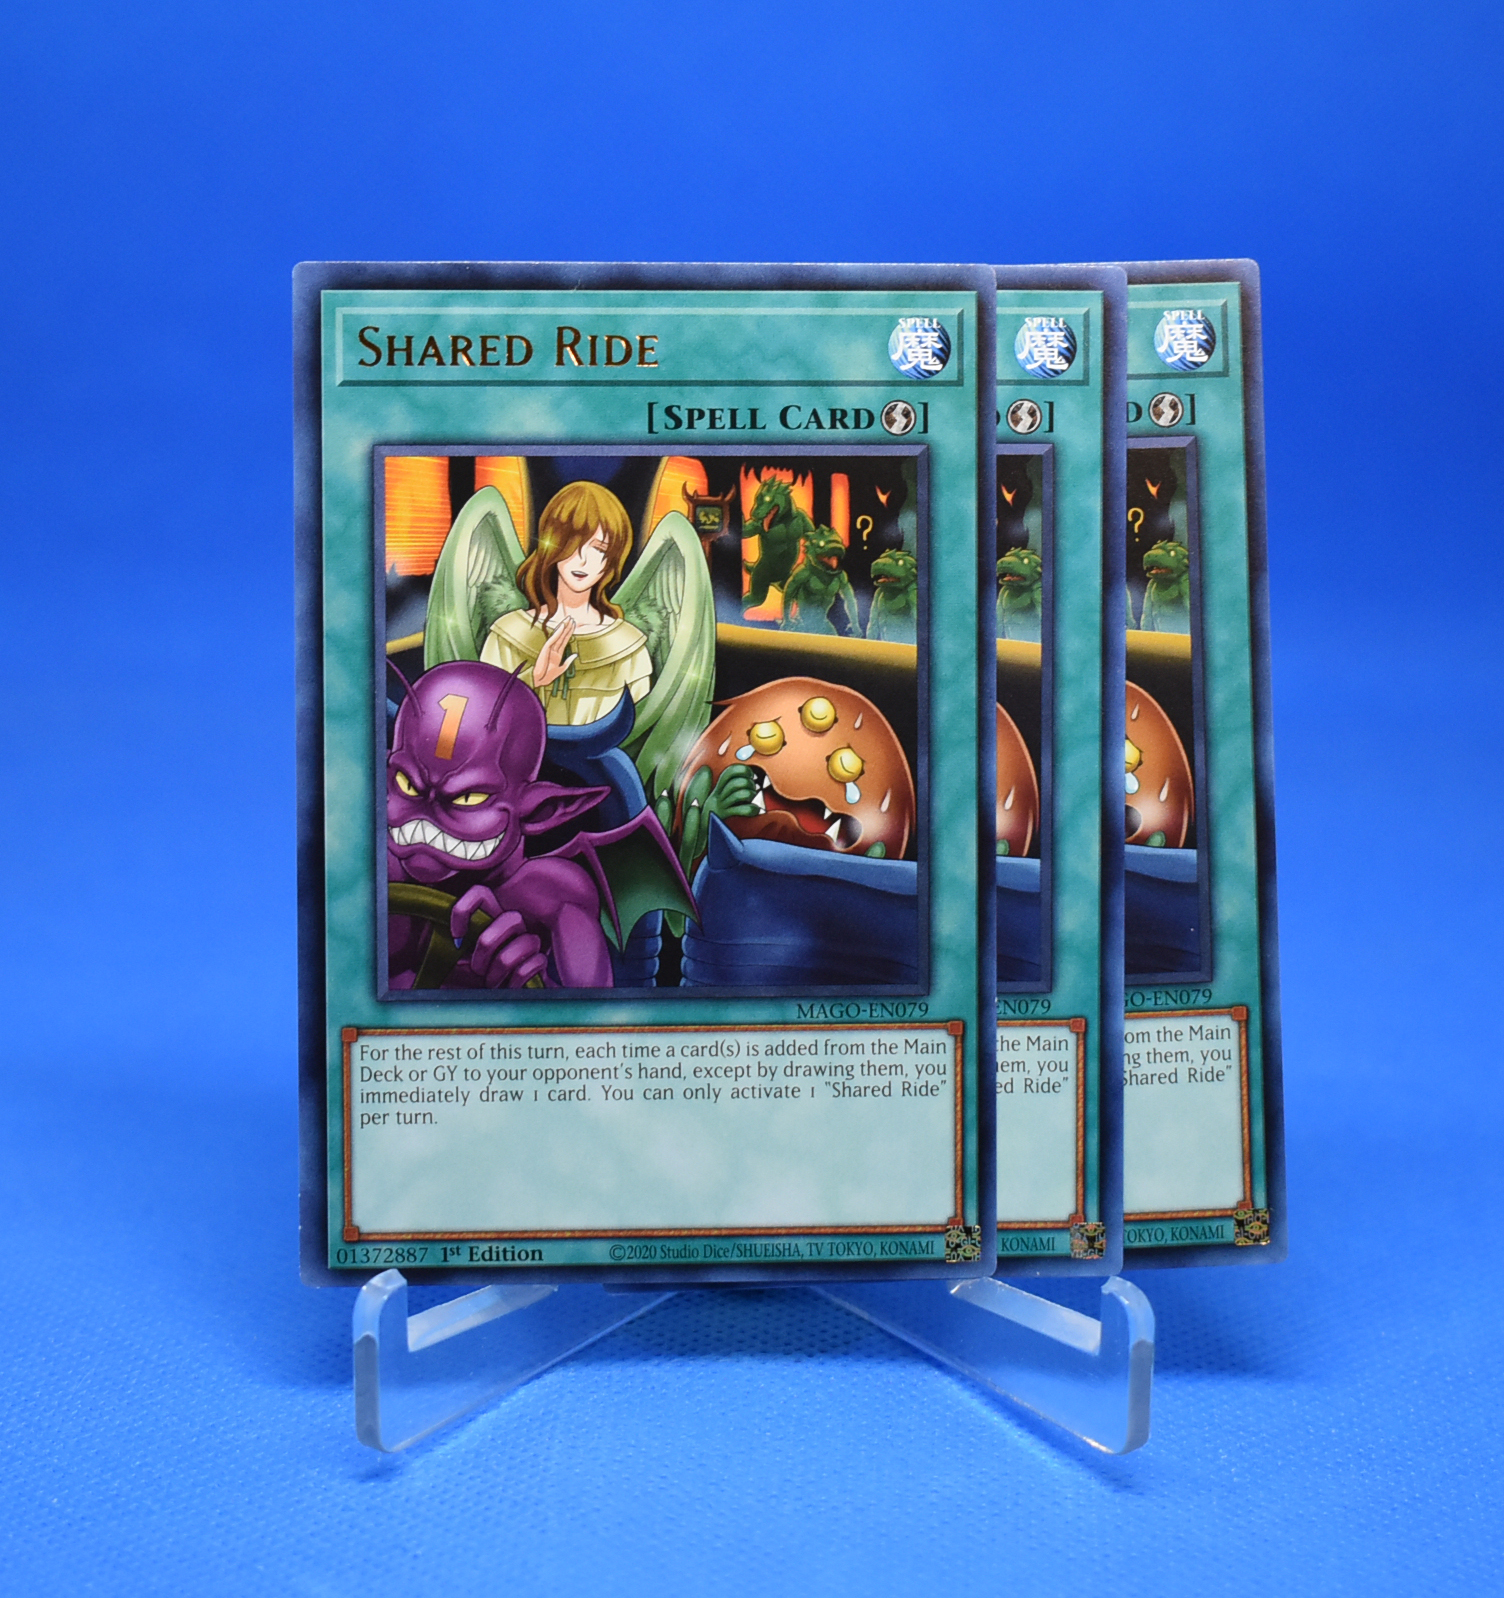 SHARED RIDE
SPELL
魔
[SPELL CARD]
1
?
MAGO-EN079
For the rest of this turn, each time a card(s) is added from the Main
Deck or GY to your opponent's hand, except by drawing them, you
immediately draw 1 card. You can only activate 1 "Shared Ride"
per turn.
01372887 1st Edition ©2020 Studio Dice/SHUEISHA, TV TOKYO, KONAMI
SPELL
魔
D]
EN079
the Main
em, you
ed Ride"
KONAMI
SPELL
魔
D]
?
GO-EN079
om the Main
ng them, you
Shared Ride"
TOKYO, KONAMI